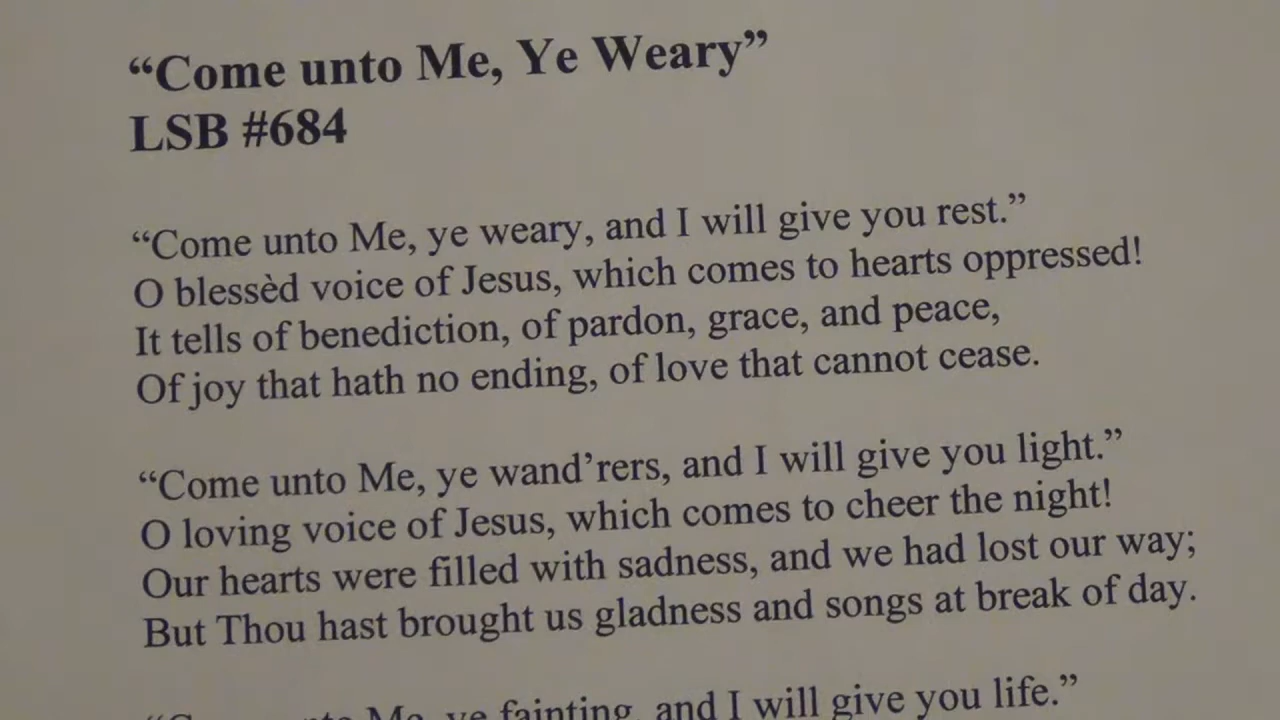 “Come unto Me, Ye Weary”
LSB #684
“Come unto Me, ye weary, and I will give you rest.”
O blessèd voice of Jesus, which comes to hearts oppressed!
It tells of benediction, of pardon, grace, and peace,
Of joy that hath no ending, of love that cannot cease.
“Come unto Me, ye wand’rers, and I will give you light.”
O loving voice of Jesus, which comes to cheer the night!
Our hearts were filled with sadness, and we had lost our way;
But Thou hast brought us gladness and songs at break of day.
Me, ye fainting, and I will give you life.”